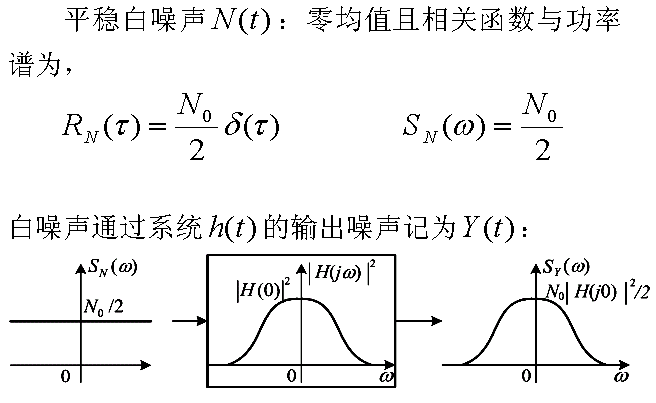 平稳白噪声N(t)：零均值且相关函数与功率
谱为，
R_N(τ) = N_0/2 δ(τ) S_N(ω) = N_0/2
白噪声通过系统h(t)的输出噪声记为Y(t)：
S_N(ω)
N_0/2
0
|H(0)|^2
|H(jω)|^2
0
ω
S_Y(ω)
N_0|H(j0)|^2/2
0
ω